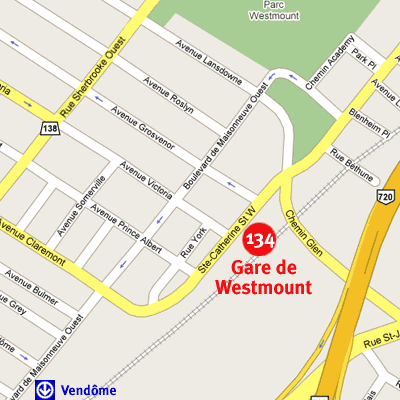 Parc
Westmount
Avenue Lansdowne
Rue Sherbrooke Ouest
Chemin Academy
Park Pl
Avenue Roslyn
Boulevard de Maisonneuve Ouest
138
Avenue Grosvenor
Blenheim Pl
Rue Bethune
Avenue Victoria
720
Avenue Somerville
Avenue Prince Albert
Ste-Catherine St W
Chemin Glen
Rue York
134
Gare de
Westmount
Avenue Claremont
Avenue Bulmer
Avenue Grey
de Maisonneuve Ouest
Rue St-J
Vendôme